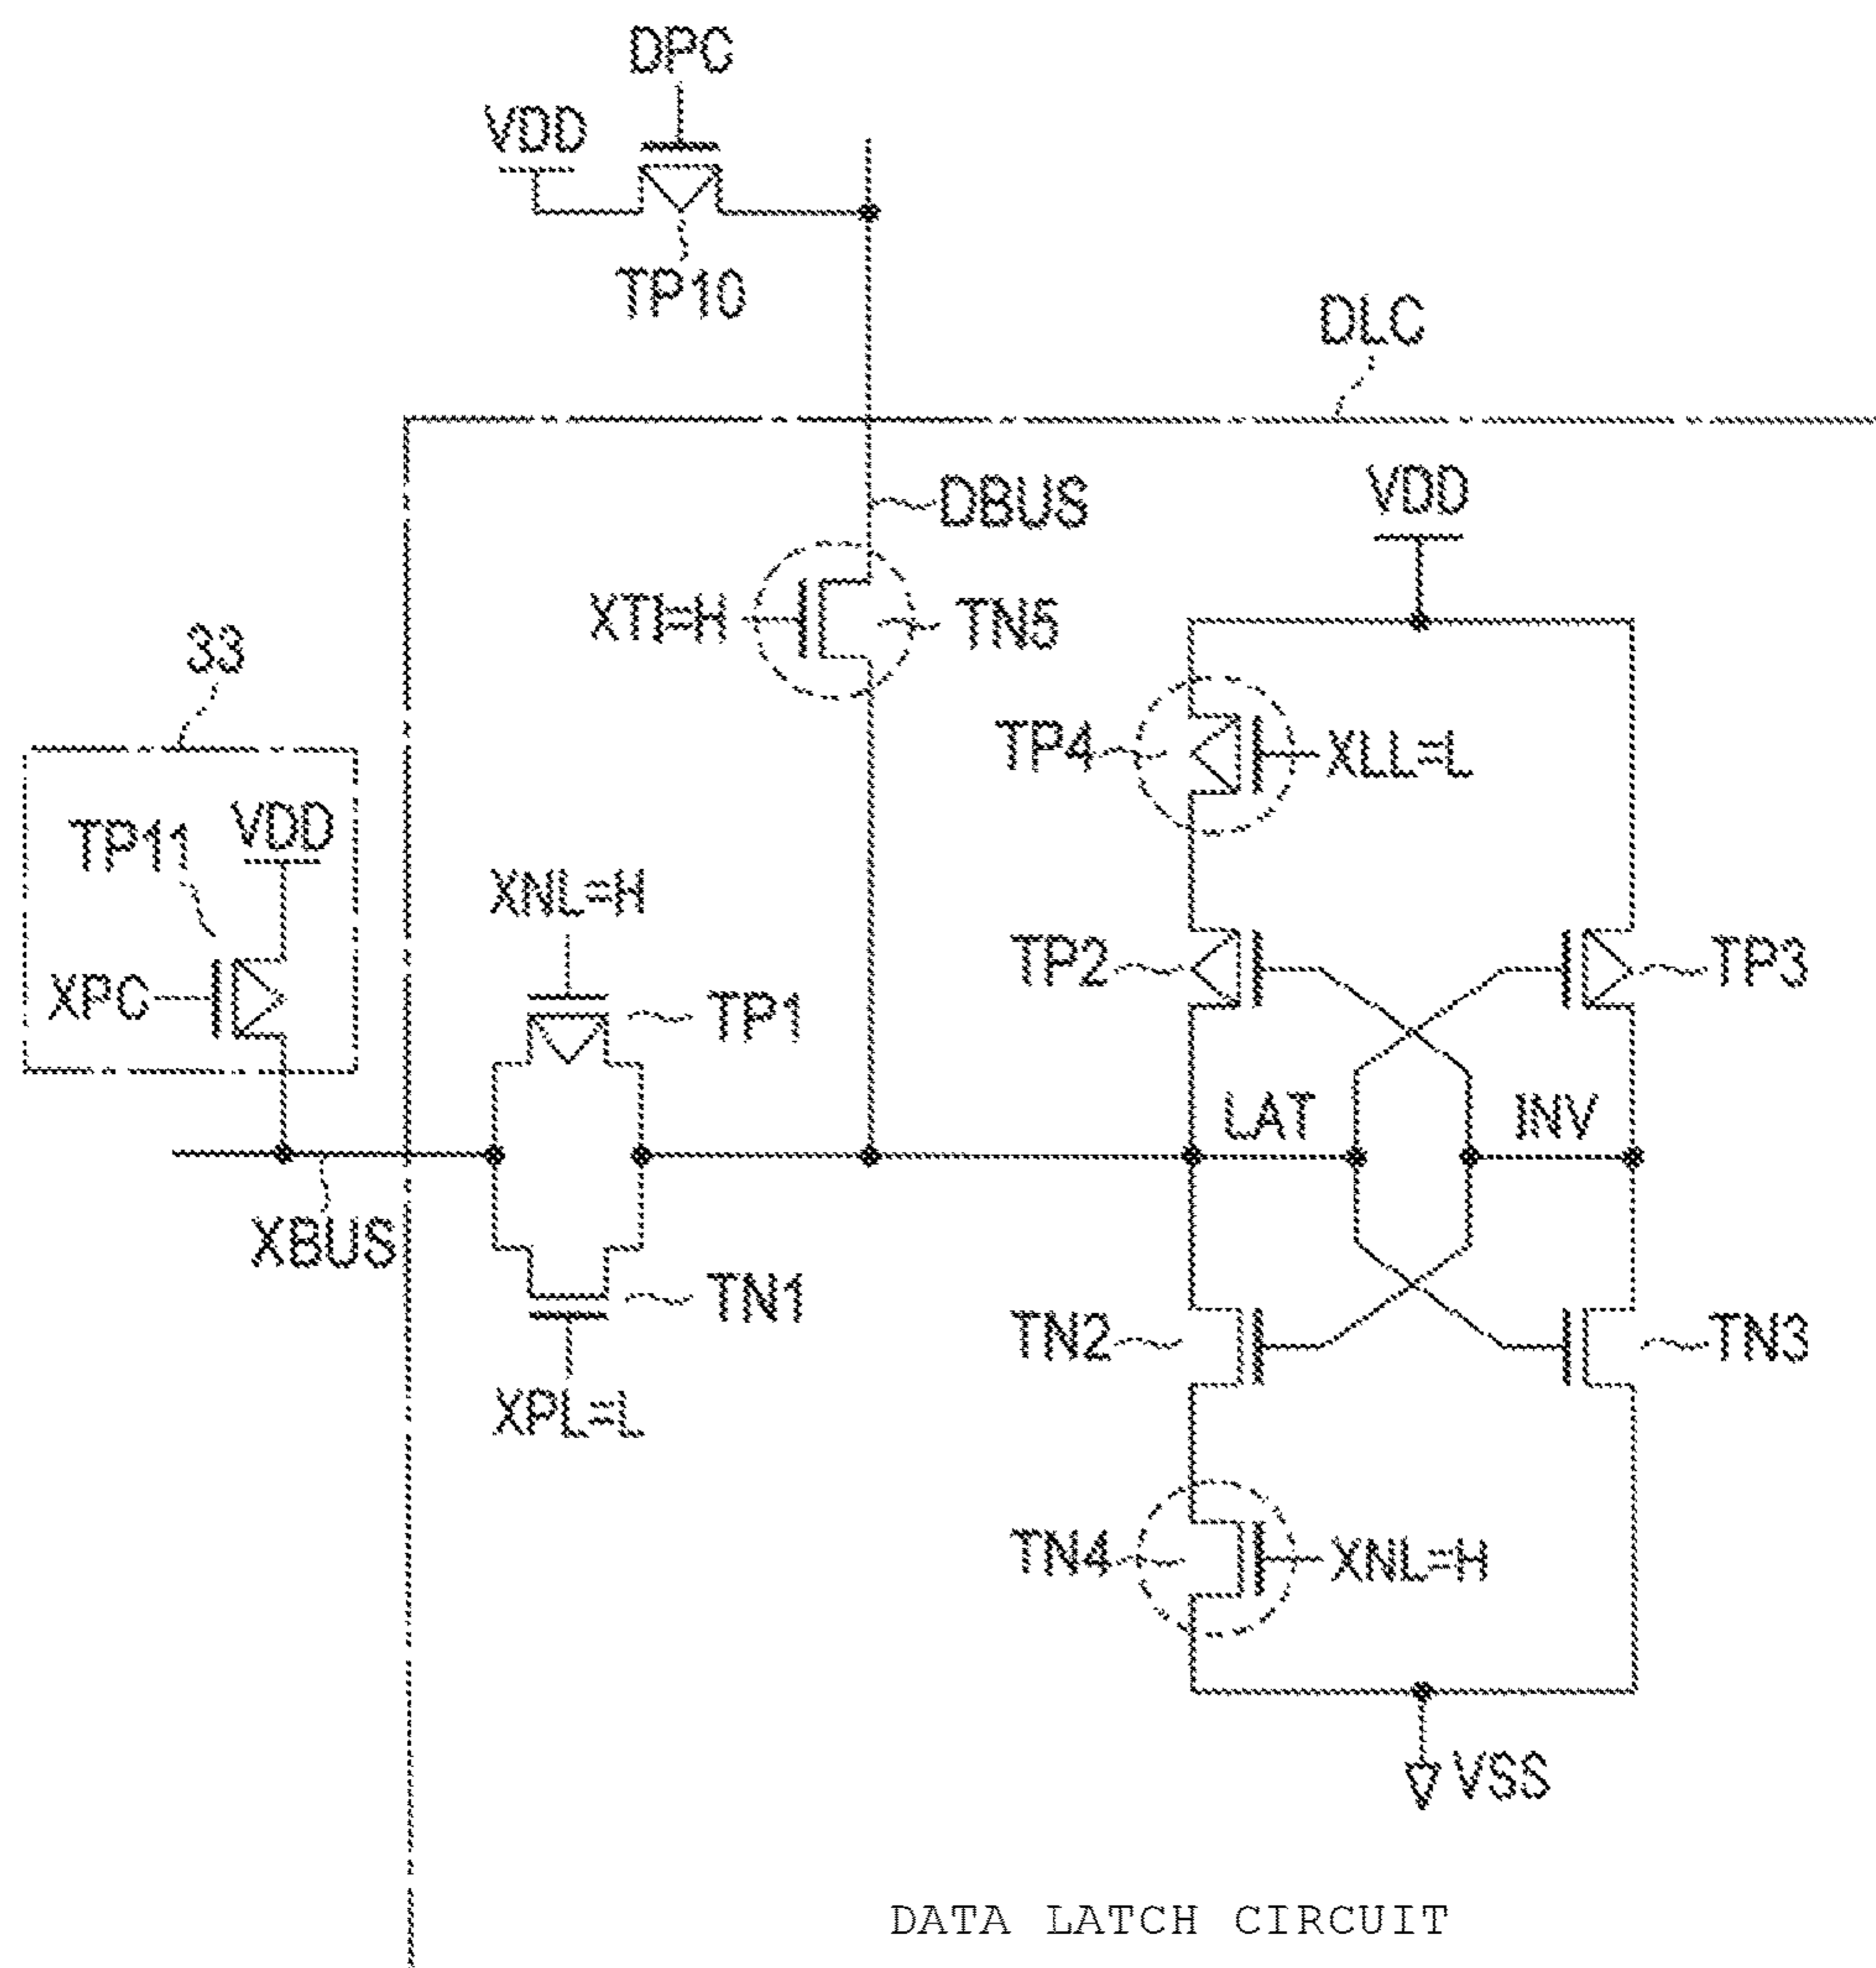 DPC
VDD
TP10
DLC
DBUS
VDD
XTI=H
TN5
33
TP4
XLL=L
TP11
VDD
XNL=H
TP2
TP3
XPC
TP1
LAT
INV
XBUS
TN1
TN2
TN3
XPL=L
TN4
XNL=H
VSS
DATA LATCH CIRCUIT